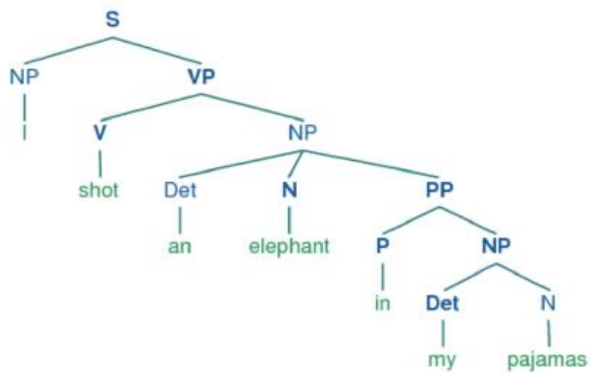 S
NP VP
I V NP
shot Det N PP
an elephant P NP
in Det N
my pajamas